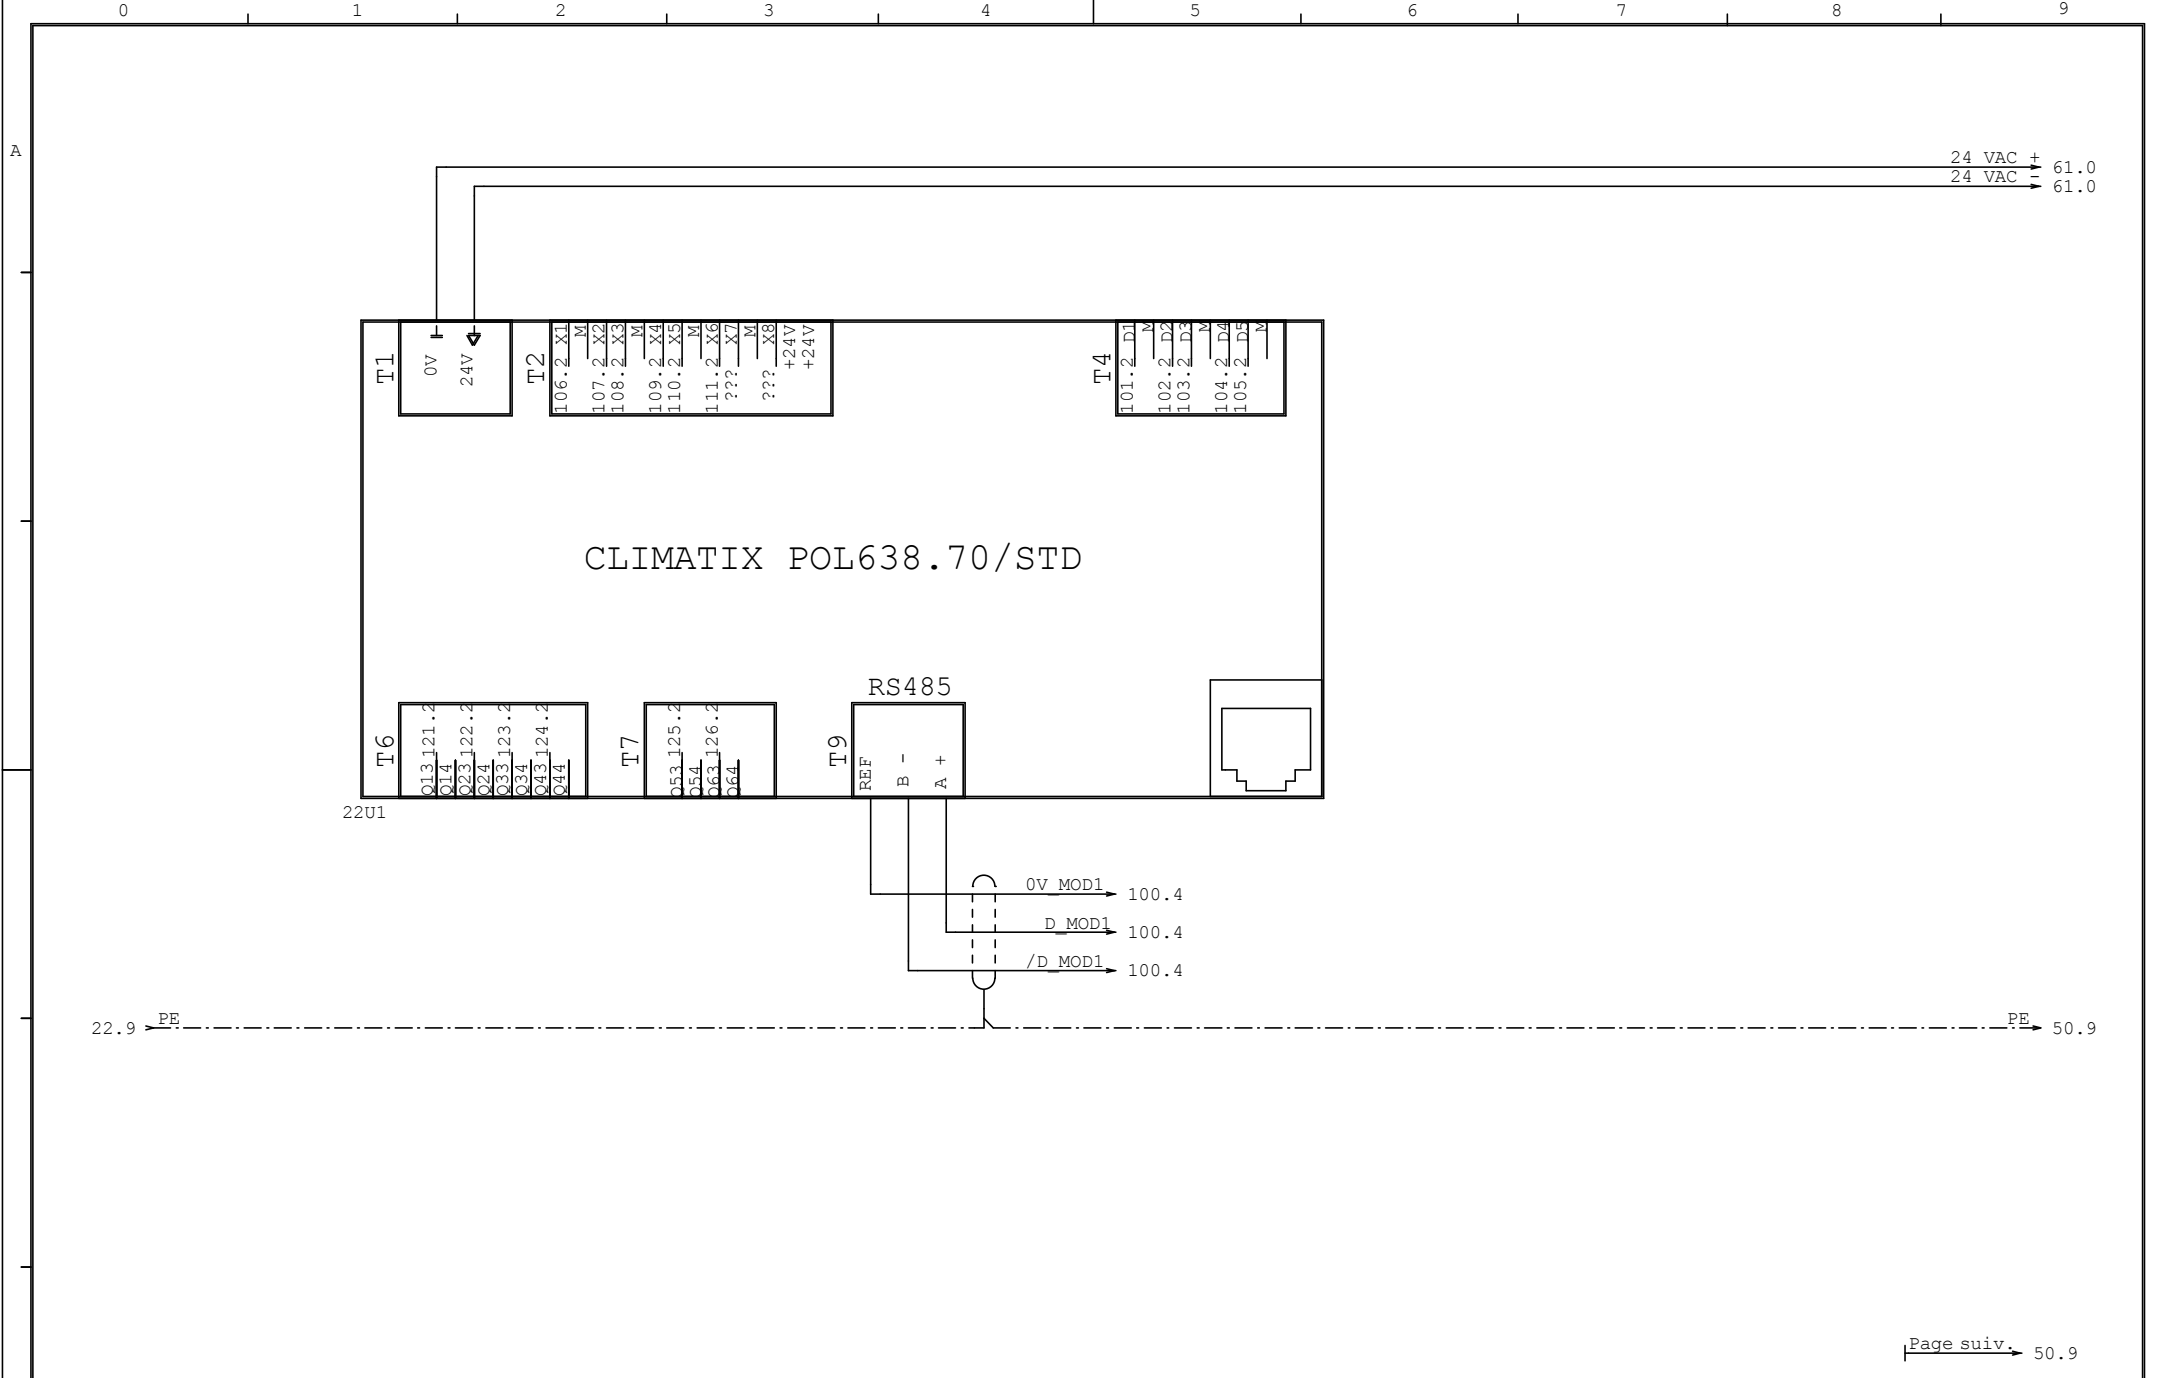 0 1 2 3 4 5 6 7 8 9
A
24 VAC + 61.0
24 VAC - 61.0
T1
0V
24V
T2
106.2 X1
M
107.2 X2
108.2 X3
M
109.2 X4
110.2 X5
M
111.2 X6
??? X7
M
??? X8
+24V
+24V
T4
101.2 D1
M
102.2 D2
103.2 D3
M
104.2 D4
105.2 D5
M
CLIMATIX POL638.70/STD
RS485
T6
Q13 121.2
Q14
Q23 122.2
Q24
Q33 123.2
Q34
Q43 124.2
Q44
T7
Q53 125.2
Q54
Q63 126.2
Q64
T9
REF
B -
A +
22U1
0V_MOD1 100.4
D_MOD1 100.4
/D_MOD1 100.4
22.9 PE
PE 50.9
Page suiv. 50.9